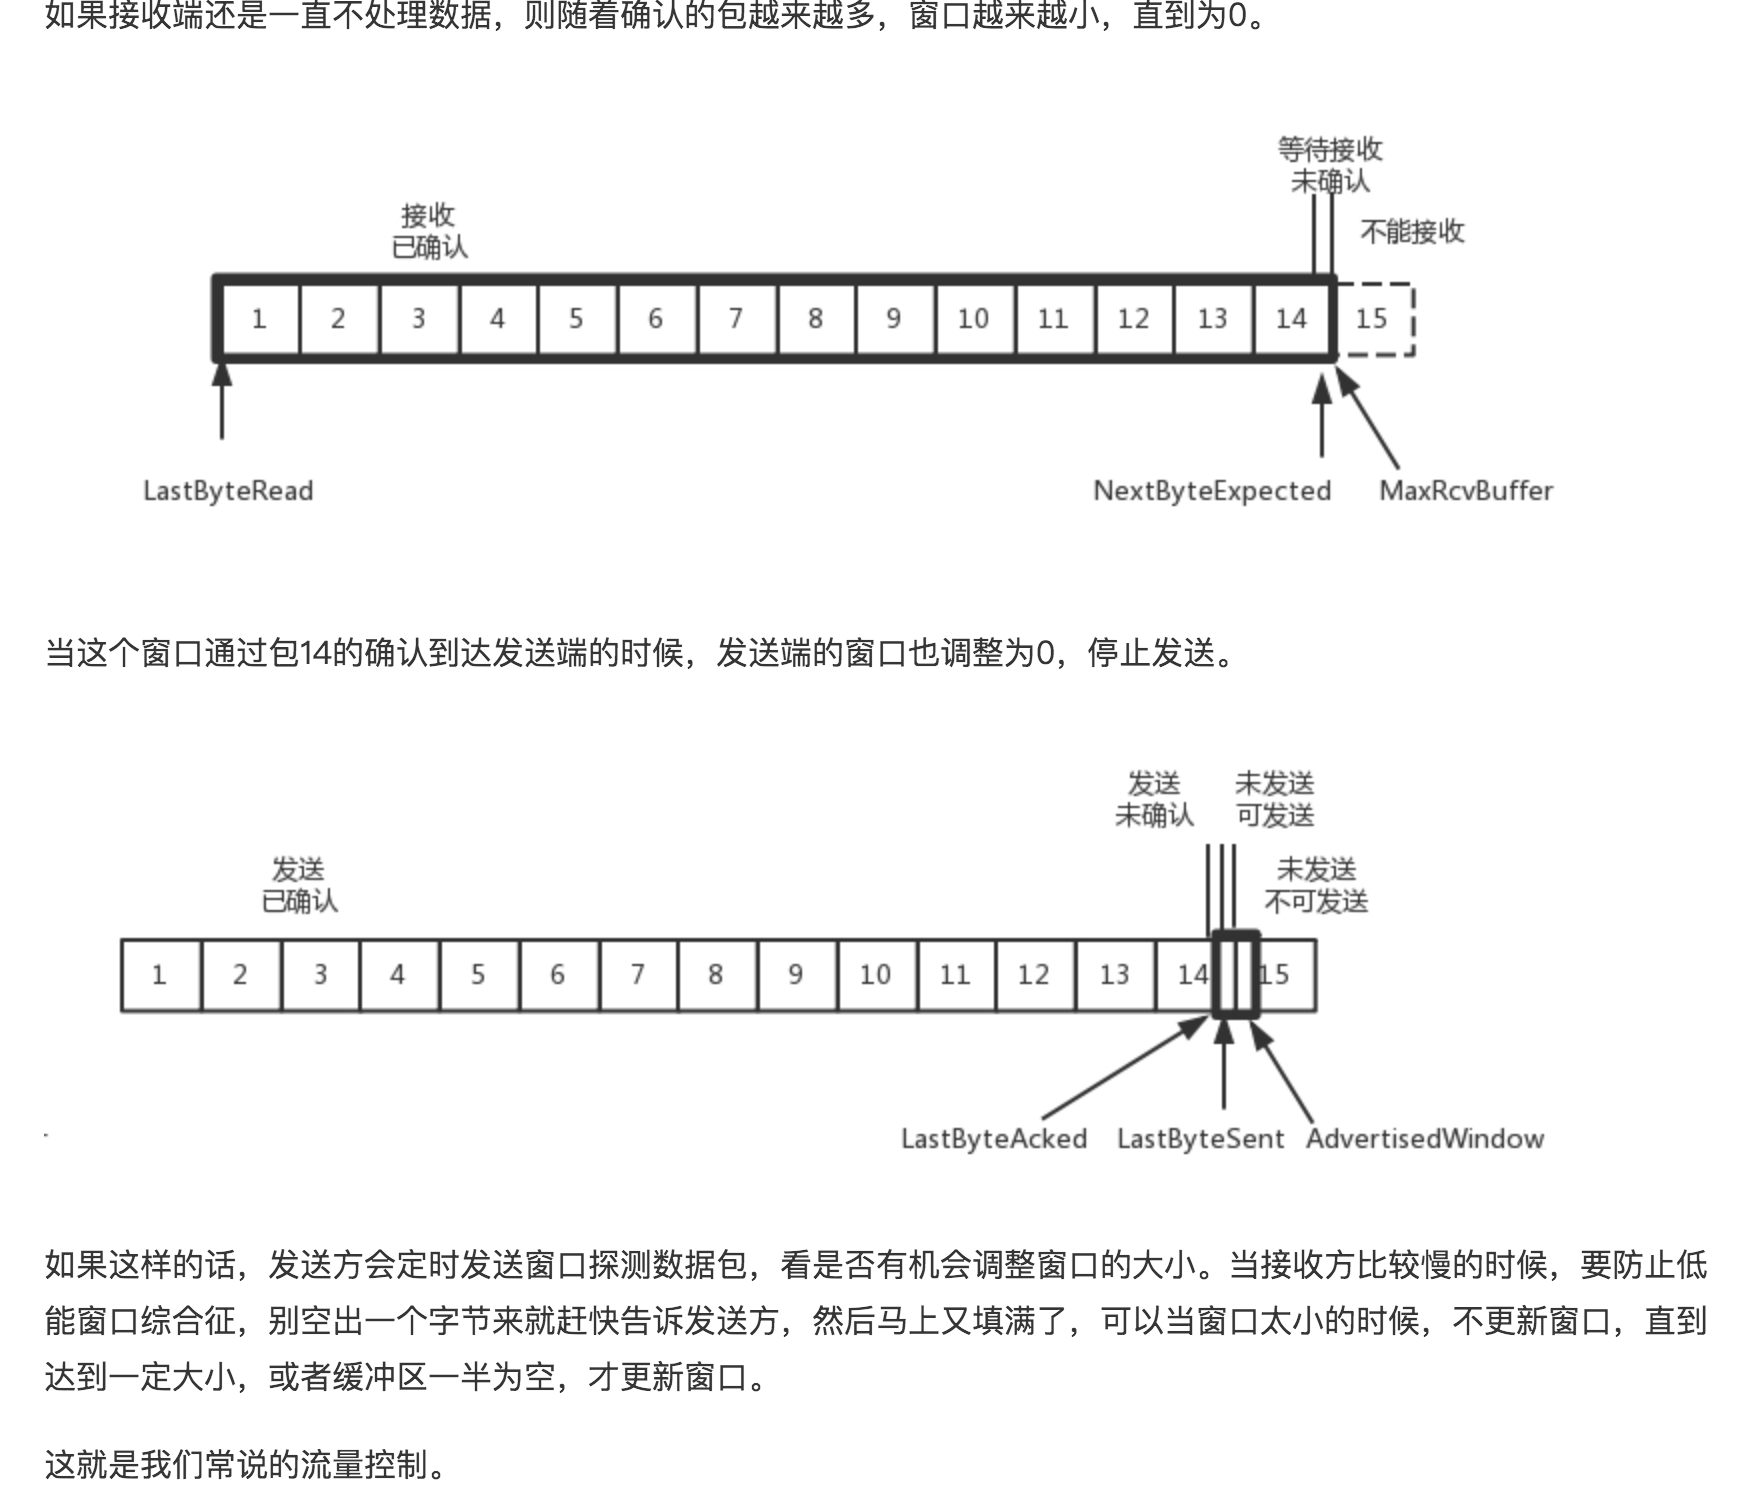 如果接收端还是一直不处理数据，则随着确认的包越来越多，窗口越来越小，直到为0。
等待接收
未确认
接收
已确认
不能接收
1 2 3 4 5 6 7 8 9 10 11 12 13 14 15
LastByteRead NextByteExpected MaxRcvBuffer
当这个窗口通过包14的确认到达发送端的时候，发送端的窗口也调整为0，停止发送。
发送
未确认
未发送
可发送
发送
已确认
未发送
不可发送
1 2 3 4 5 6 7 8 9 10 11 12 13 14 15
LastByteAcked LastByteSent AdvertisedWindow
如果这样的话，发送方会定时发送窗口探测数据包，看是否有机会调整窗口的大小。当接收方比较慢的时候，要防止低
能窗口综合征，别空出一个字节来就赶快告诉发送方，然后马上又填满了，可以当窗口太小的时候，不更新窗口，直到
达到一定大小，或者缓冲区一半为空，才更新窗口。
这就是我们常说的流量控制。